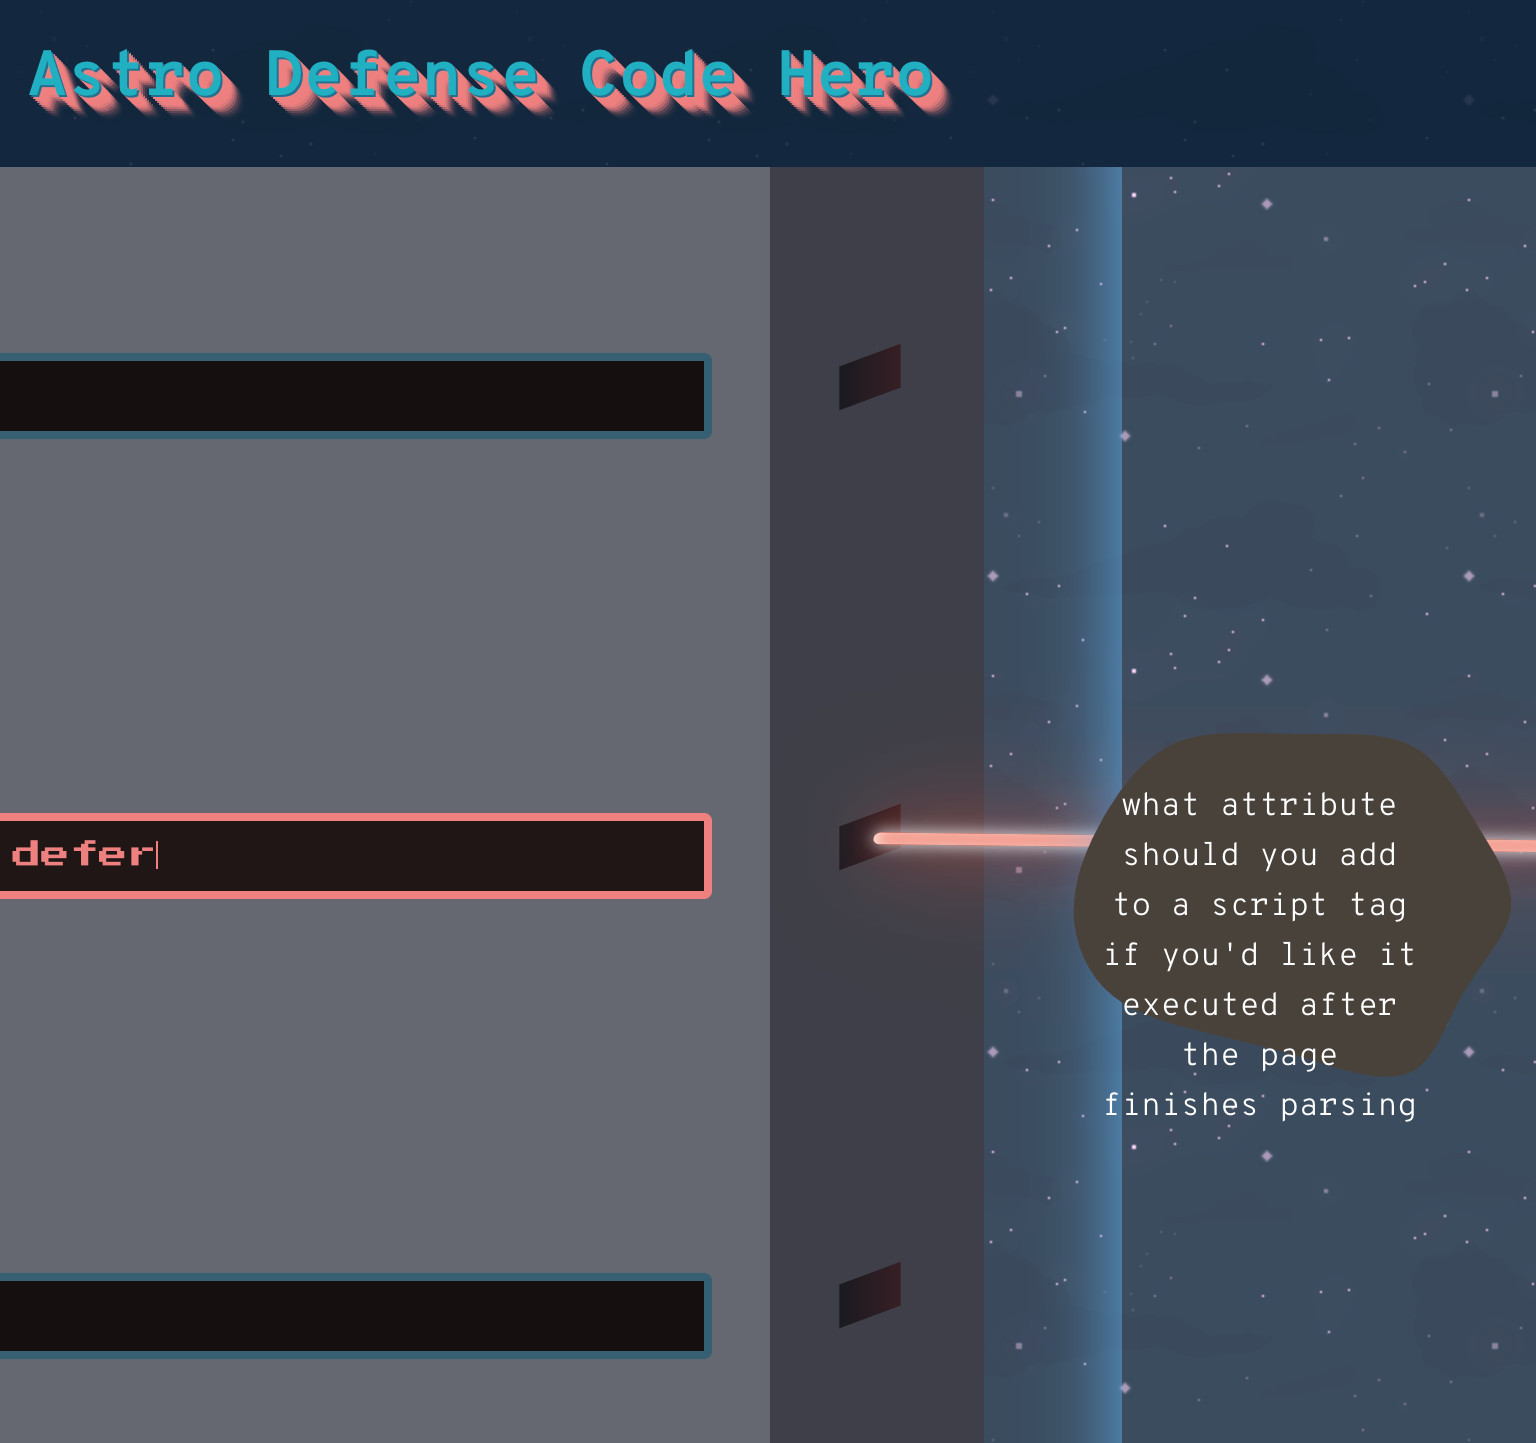 Astro Defense Code Hero
defer
what attribute
should you add
to a script tag
if you'd like it
executed after
the page
finishes parsing